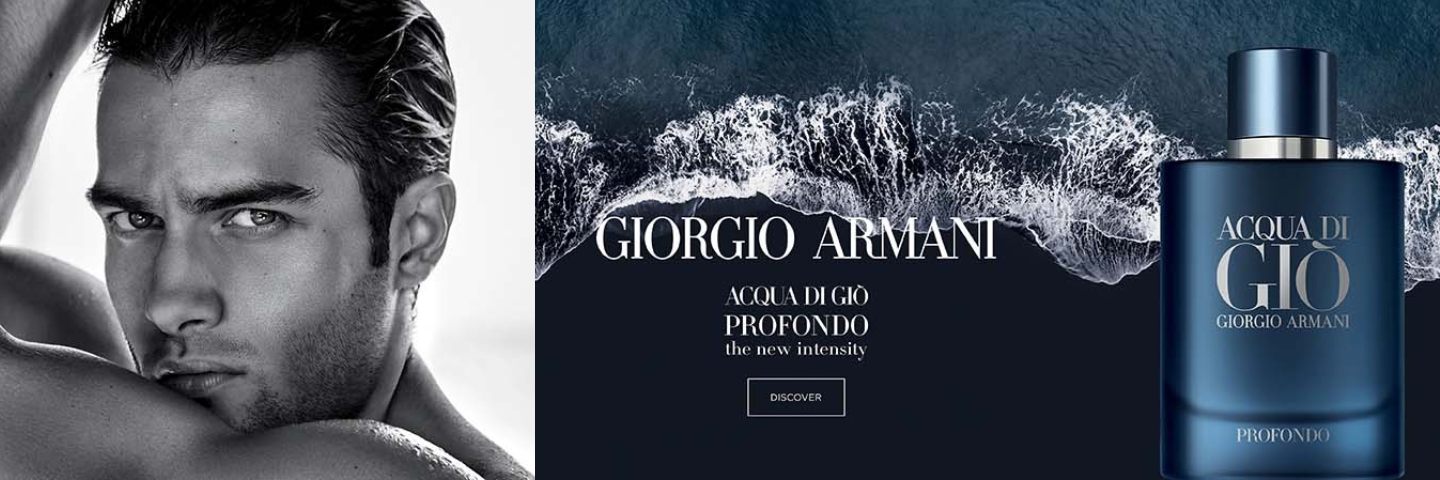 GIORGIO ARMANI
ACQUA DI GIÒ
PROFONDO
the new intensity
DISCOVER
ACQUA DI
GIÒ
GIORGIO ARMANI
PROFONDO